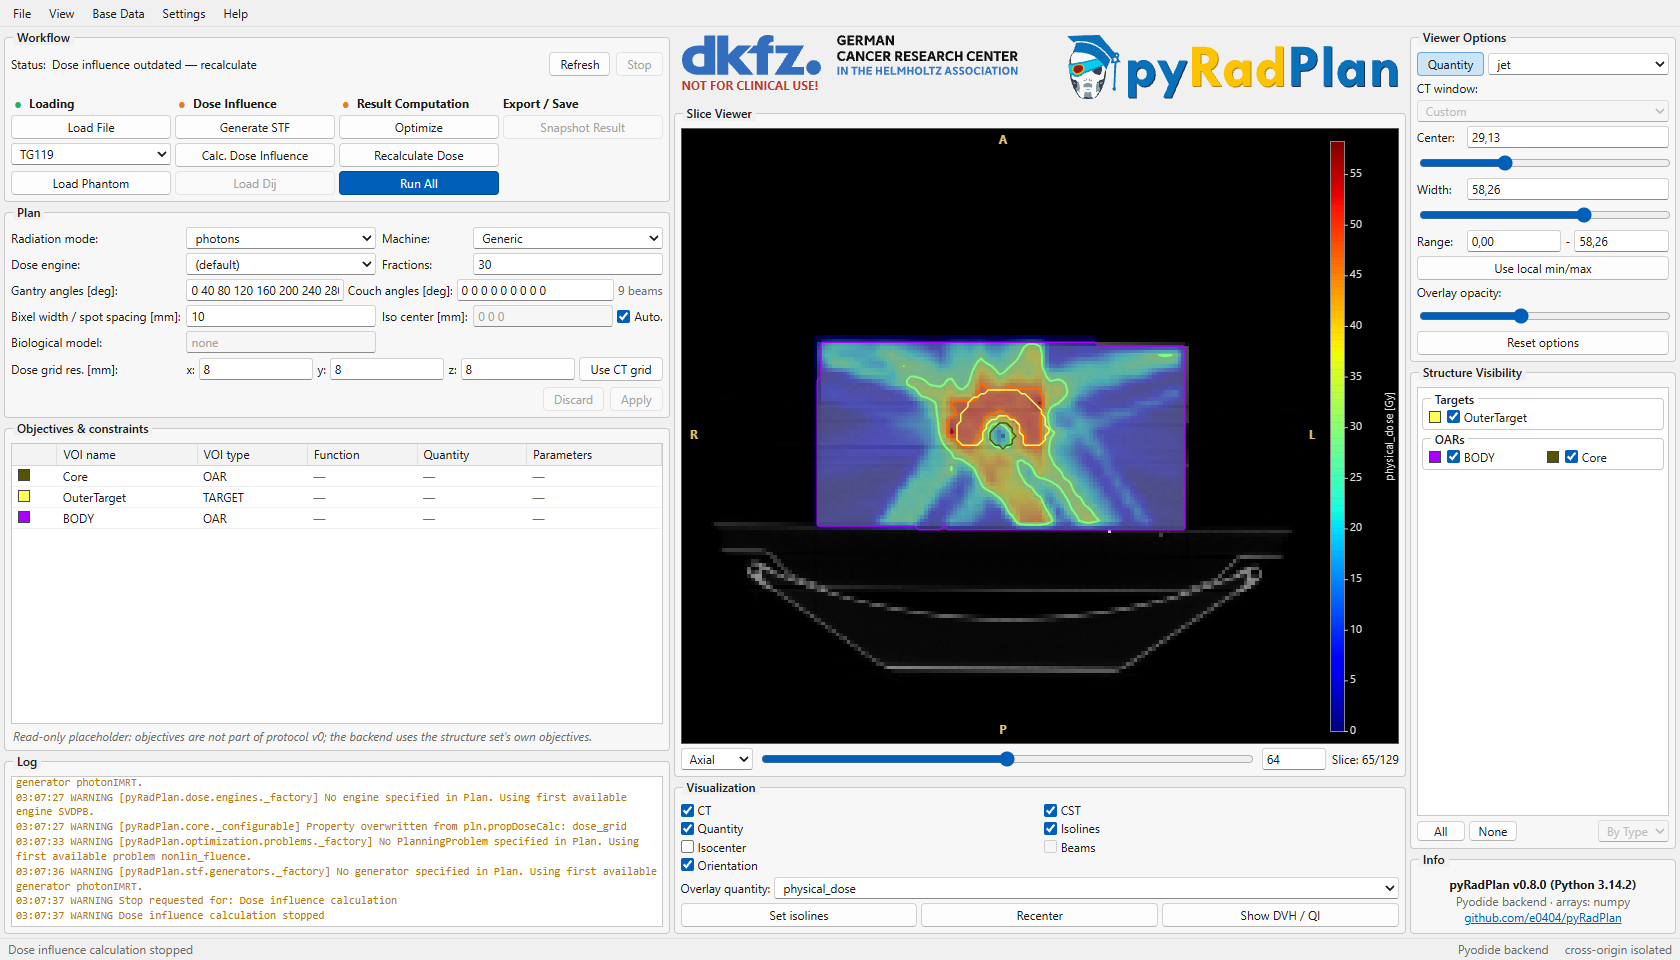 File View Base Data Settings Help
Workflow
Status: Dose influence outdated — recalculate
Refresh Stop
Loading Dose Influence Result Computation Export / Save
Load File Generate STF Optimize Snapshot Result
TG119 Calc. Dose Influence Recalculate Dose
Load Phantom Load Dij Run All
Plan
Radiation mode: photons Machine: Generic
Dose engine: (default) Fractions: 30
Gantry angles [deg]: 0 40 80 120 160 200 240 28 Couch angles [deg]: 0 0 0 0 0 0 0 0 0 9 beams
Bixel width / spot spacing [mm]: 10 Iso center [mm]: 0 0 0 Auto.
Biological model: none
Dose grid res. [mm]: x: 8 y: 8 z: 8 Use CT grid
Discard Apply
Objectives & constraints
VOI name VOI type Function Quantity Parameters
Core OAR — — —
OuterTarget TARGET — — —
BODY OAR — — —
Read-only placeholder: objectives are not part of protocol v0; the backend uses the structure set's own objectives.
Log
generator photonIMRT.
03:07:27 WARNING [pyRadPlan.dose.engines._factory] No engine specified in Plan. Using first available
engine SVDPB.
03:07:27 WARNING [pyRadPlan.core._configurable] Property overwritten from pln.propDoseCalc: dose_grid
03:07:33 WARNING [pyRadPlan.optimization.problems._factory] No PlanningProblem specified in Plan. Using
first available problem nonlin_fluence.
03:07:36 WARNING [pyRadPlan.stf.generators._factory] No generator specified in Plan. Using first available
generator photonIMRT.
03:07:37 WARNING Stop requested for: Dose influence calculation
03:07:37 WARNING Dose influence calculation stopped
Dose influence calculation stopped
dkfz.
NOT FOR CLINICAL USE!
GERMAN
CANCER RESEARCH CENTER
IN THE HELMHOLTZ ASSOCIATION
pyRadPlan
Slice Viewer
A
R
L
P
55
50
45
40
35
30
25
20
15
10
5
0
physical_dose [Gy]
Axial 64 Slice: 65/129
Visualization
CT CST
Quantity Isolines
Isocenter Beams
Orientation
Overlay quantity: physical_dose
Set isolines Recenter Show DVH / QI
Viewer Options
Quantity jet
CT window:
Custom
Center: 29,13
Width: 58,26
Range: 0,00 - 58,26
Use local min/max
Overlay opacity:
Reset options
Structure Visibility
Targets
OuterTarget
OARs
BODY Core
All None By Type
Info
pyRadPlan v0.8.0 (Python 3.14.2)
Pyodide backend · arrays: numpy
github.com/e0404/pyRadPlan
Pyodide backend cross-origin isolated